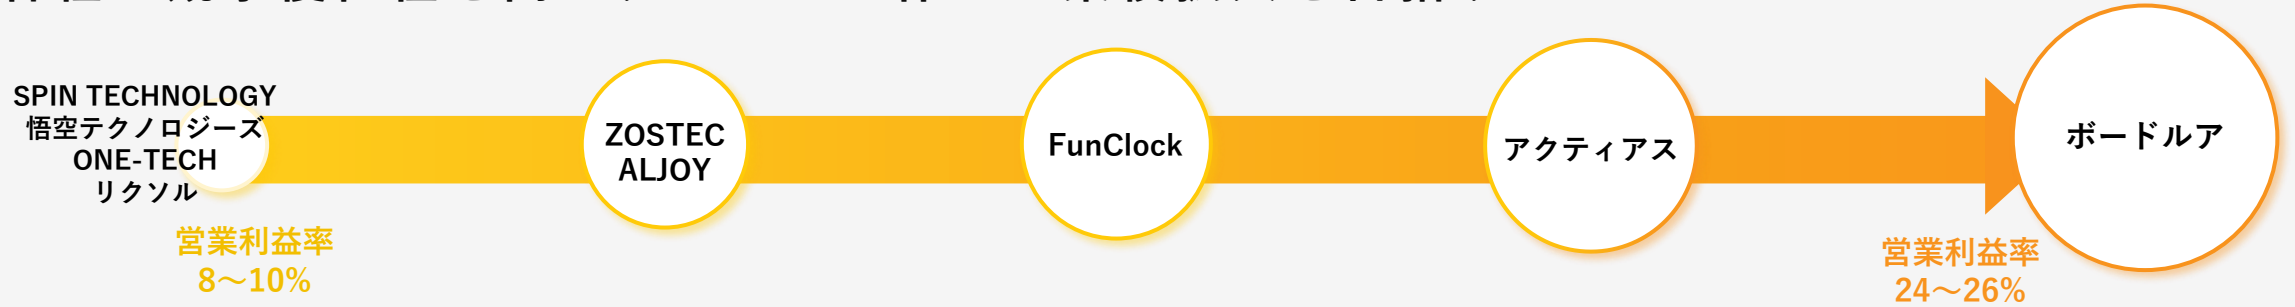 SPIN TECHNOLOGY
悟空テクノロジーズ
ONE-TECH
リクソル
営業利益率
8～10%
ZOSTEC
ALJOY
FunClock
アクティアス
ボードルア
営業利益率
24～26%